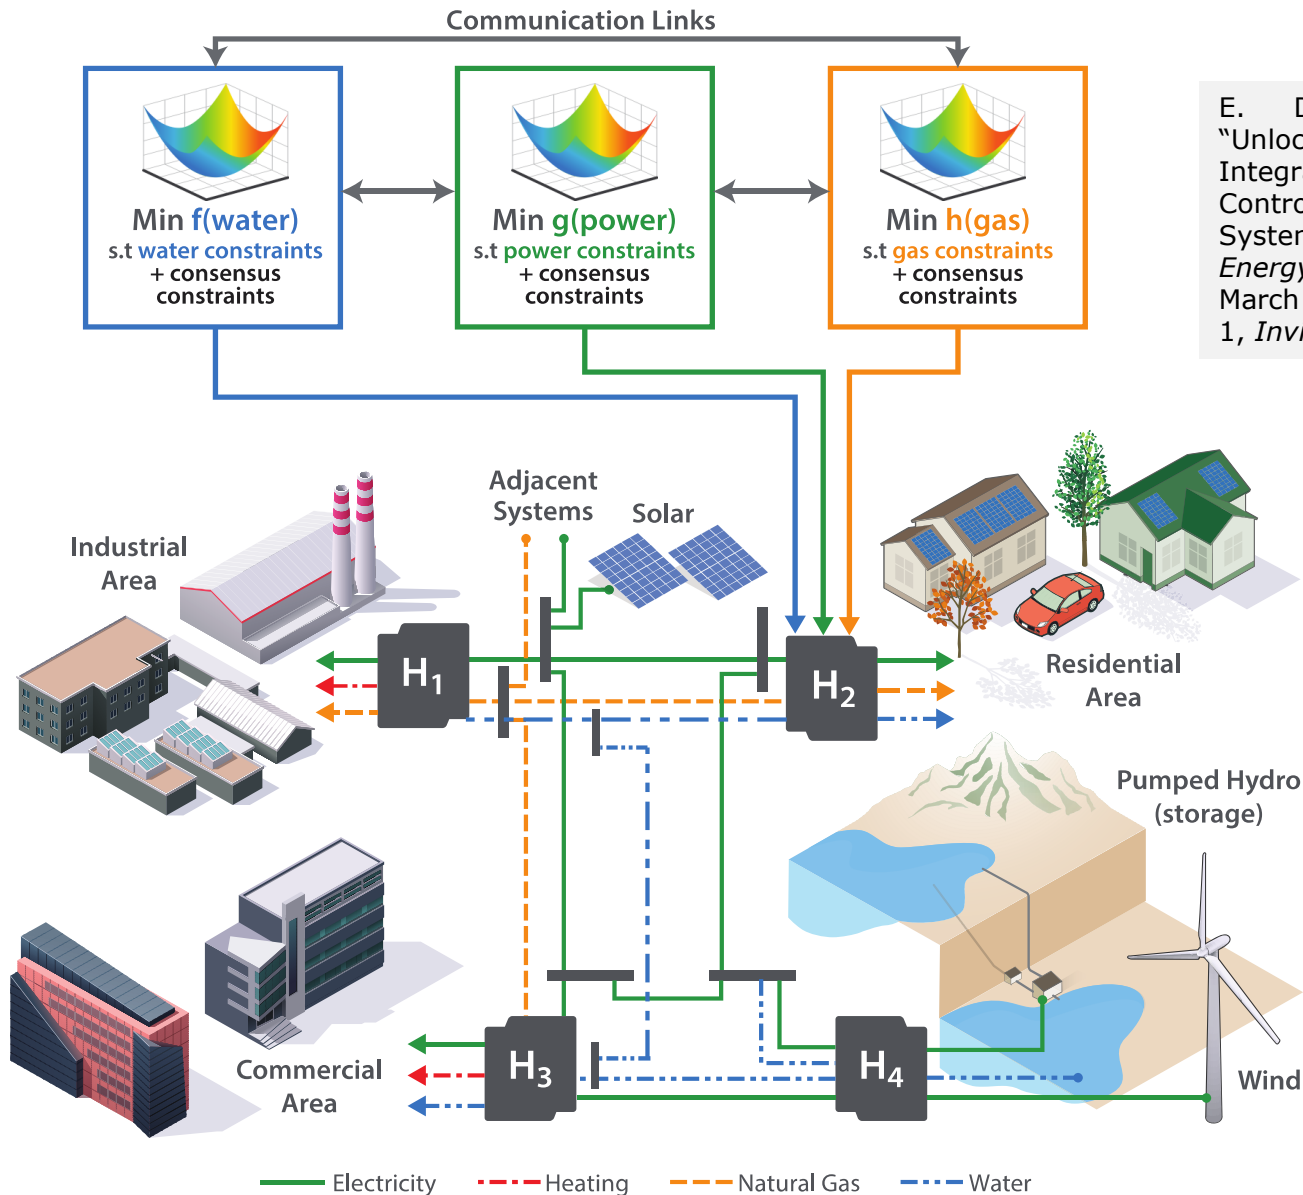 Communication Links
Min f(water)
s.t water constraints
+ consensus
constraints
Min g(power)
s.t power constraints
+ consensus
constraints
Min h(gas)
s.t gas constraints
+ consensus
constraints
E.
“Unloc
Integra
Contro
System
Energy
March
1, Invi
Adjacent
Systems
Solar
Industrial
Area
H1
H2
Residential
Area
Pumped Hydro
(storage)
Commercial
Area
H3
H4
Wind
Electricity
Heating
Natural Gas
Water